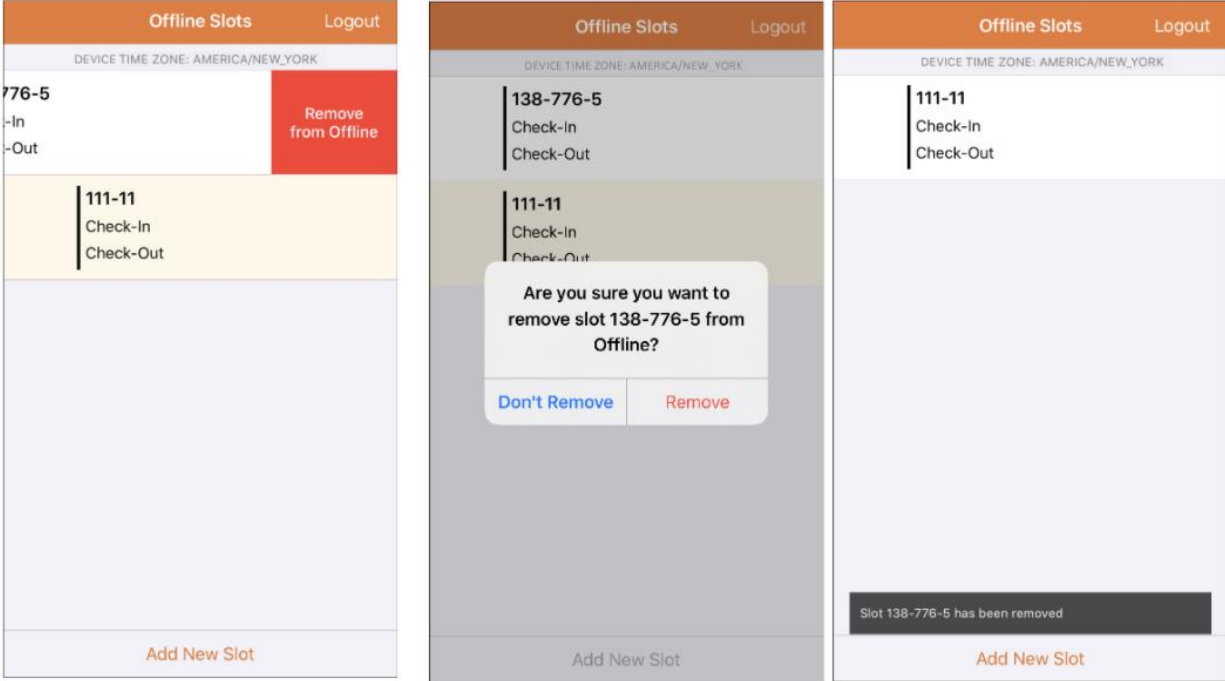 Offline Slots Logout
DEVICE TIME ZONE: AMERICA/NEW_YORK
776-5
-In
-Out
Remove
from Offline
111-11
Check-In
Check-Out
Add New Slot
Offline Slots Logout
DEVICE TIME ZONE: AMERICA/NEW_YORK
138-776-5
Check-In
Check-Out
111-11
Check-In
Check-Out
Are you sure you want to
remove slot 138-776-5 from
Offline?
Don't Remove Remove
Add New Slot
Offline Slots Logout
DEVICE TIME ZONE: AMERICA/NEW_YORK
111-11
Check-In
Check-Out
Slot 138-776-5 has been removed
Add New Slot